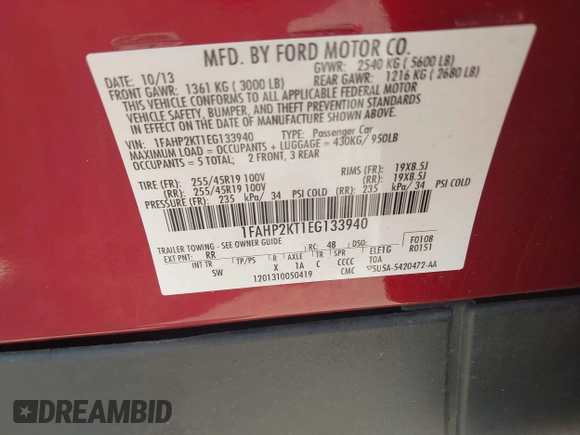 MFD. BY FORD MOTOR CO.
DATE: 10/13 GVWR: 2540 KG ( 5600 LB)
FRONT GAWR: 1361 KG ( 3000 LB) REAR GAWR: 1216 KG ( 2680 LB)
THIS VEHICLE CONFORMS TO ALL APPLICABLE FEDERAL MOTOR
VEHICLE SAFETY, BUMPER, AND THEFT PREVENTION STANDARDS
IN EFFECT ON THE DATE OF MANUFACTURE SHOWN ABOVE.
VIN: 1FAHP2KT1EG133940 TYPE: Passenger Car
MAXIMUM LOAD = OCCUPANTS + LUGGAGE = 430KG/ 950LB
OCCUPANTS = 5 TOTAL; 2 FRONT, 3 REAR
TIRE (FR): 255/45R19 100V RIMS (FR): 19X8.5J
(RR): 255/45R19 100V (RR): 19X8.5J
PRESSURE (FR): 235 kPa/ 34 PSI COLD (RR): 235 kPa/ 34 PSI COLD
1FAHP2KT1EG133940
TRAILER TOWING - SEE OWNER GUIDE
EXT PNT: RR RC: 48 DSO: F0108
INT TR TP/PS R AXLE TR SPR ELE1G R0151
SW X 1A C CCCC TOA
1201310050419 CMC 5U5A-5420472-AA
DREAMBID